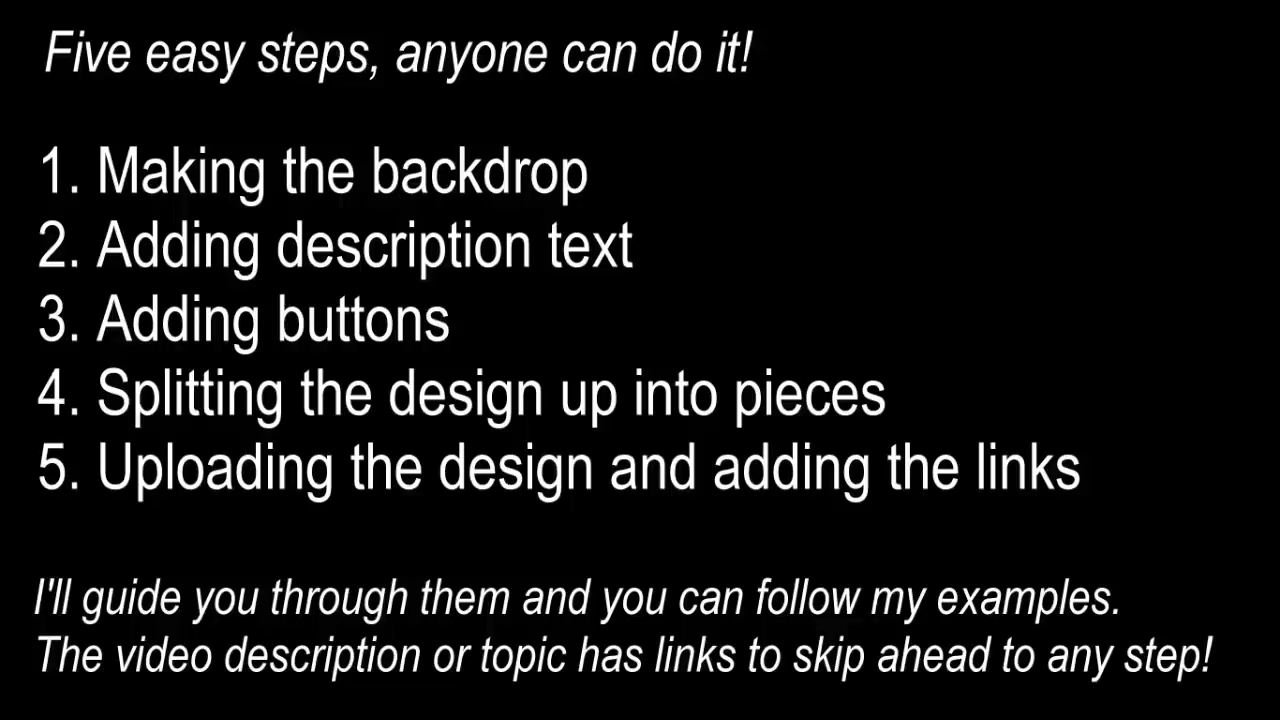 Five easy steps, anyone can do it!
1. Making the backdrop
2. Adding description text
3. Adding buttons
4. Splitting the design up into pieces
5. Uploading the design and adding the links
I'll guide you through them and you can follow my examples.
The video description or topic has links to skip ahead to any step!